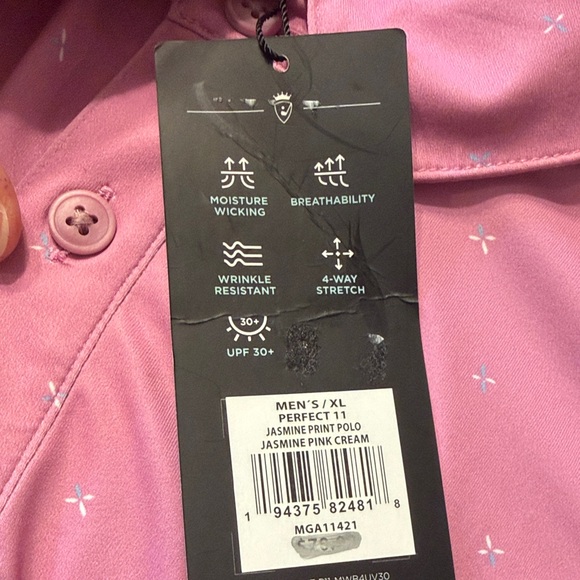 MOISTURE
WICKING
BREATHABILITY
WRINKLE
RESISTANT
4-WAY
STRETCH
30+
UPF 30+
MEN´S / XL
PERFECT 11
JASMINE PRINT POLO
JASMINE PINK CREAM
1 94375 82481 8
MGA11421
MWB4UV30